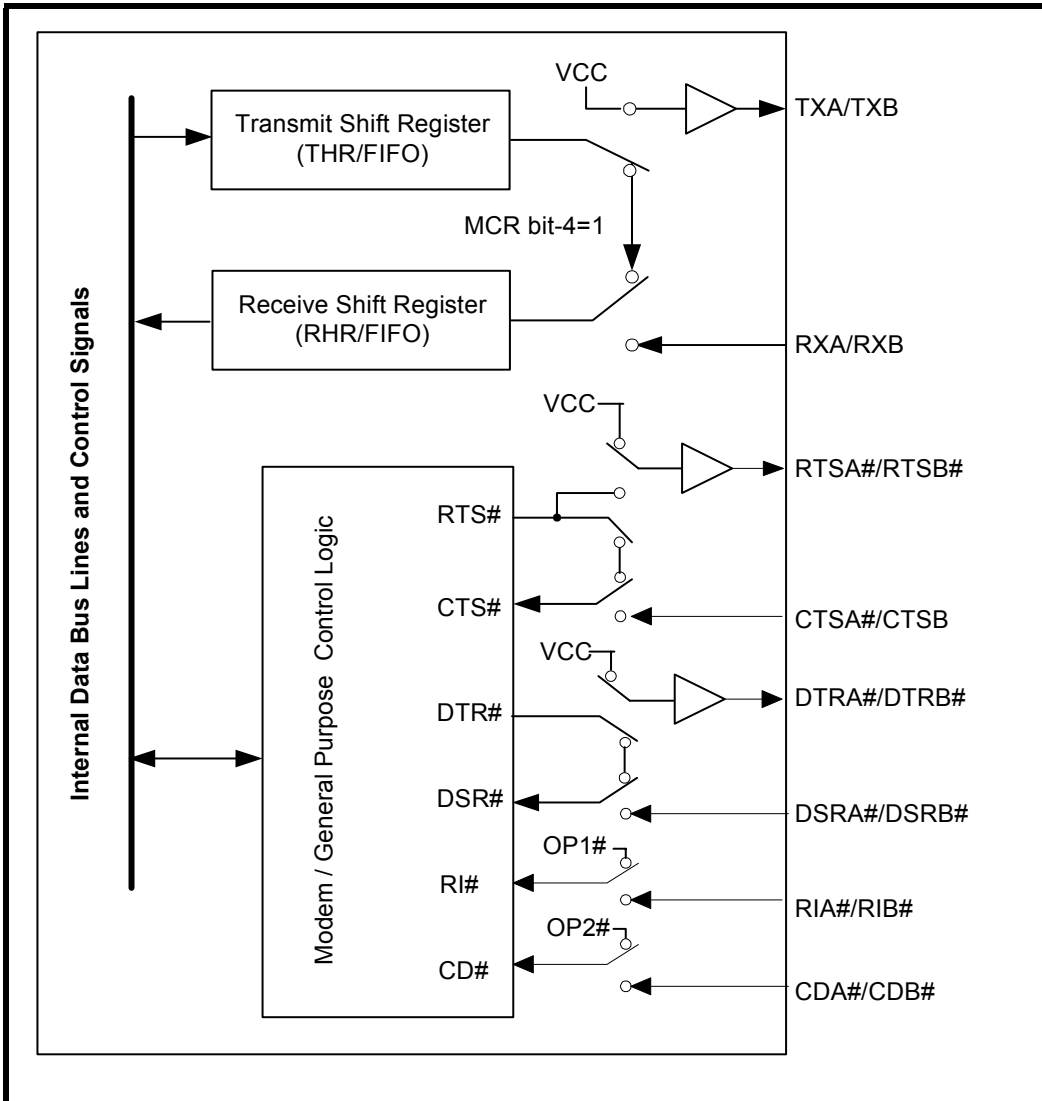 VCC
TXA/TXB
Transmit Shift Register
(THR/FIFO)
MCR bit-4=1
Receive Shift Register
(RHR/FIFO)
RXA/RXB
Internal Data Bus Lines and Control Signals
VCC
RTSA#/RTSB#
Modem / General Purpose Control Logic
RTS#
CTS#
CTSA#/CTSB
VCC
DTR#
DTRA#/DTRB#
DSR#
DSRA#/DSRB#
OP1#
RI#
RIA#/RIB#
OP2#
CD#
CDA#/CDB#